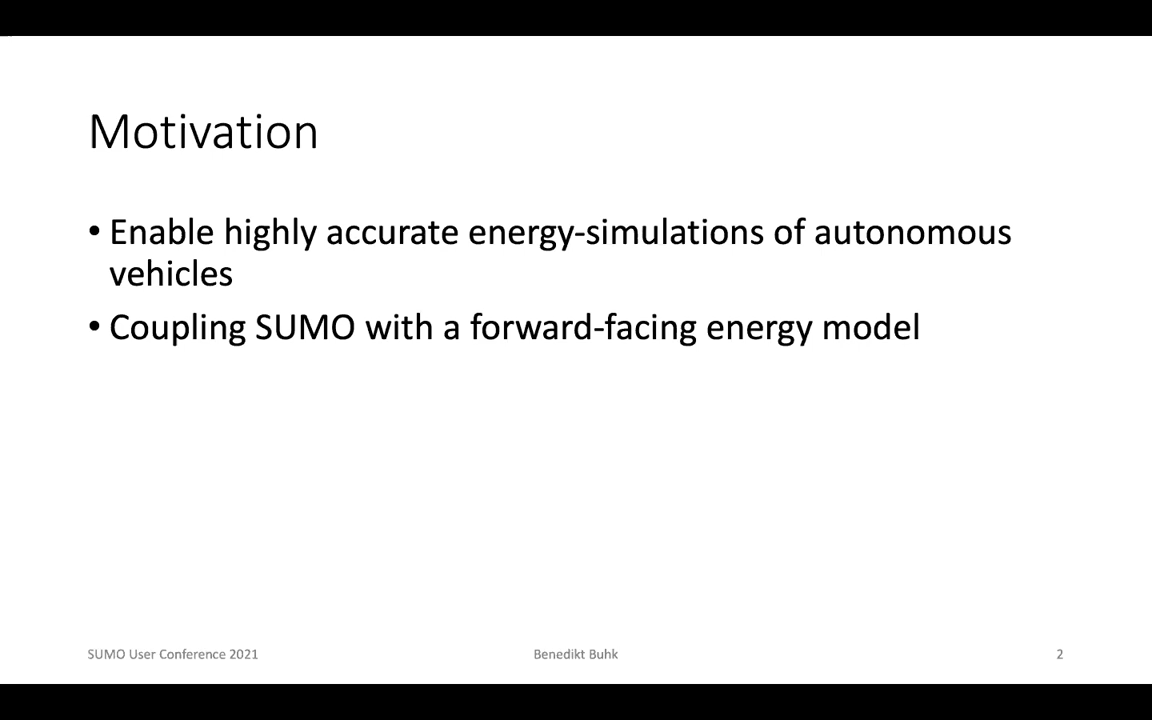 Motivation
• Enable highly accurate energy-simulations of autonomous
vehicles
• Coupling SUMO with a forward-facing energy model
SUMO User Conference 2021
Benedikt Buhk
2